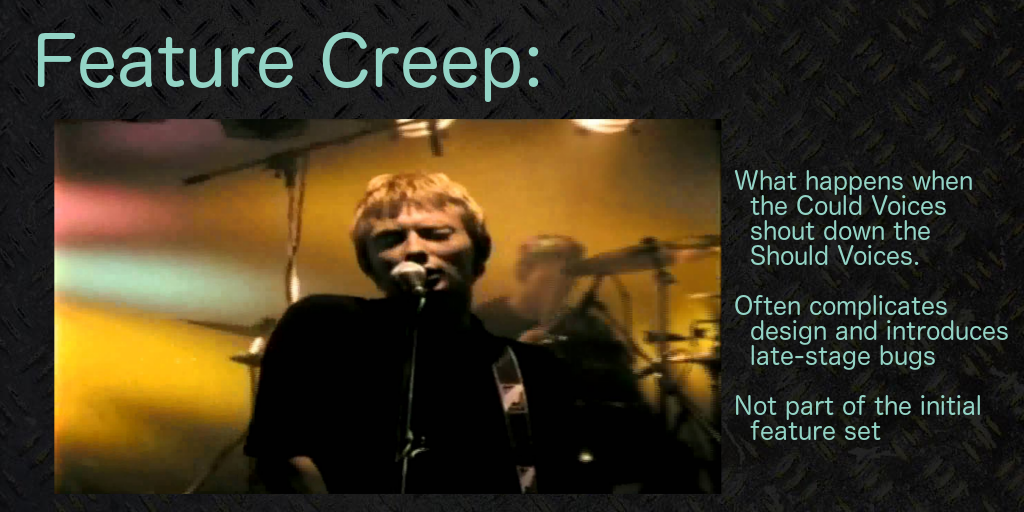 Feature Creep:
What happens when
the Could Voices
shout down the
Should Voices.
Often complicates
design and introduces
late-stage bugs
Not part of the initial
feature set